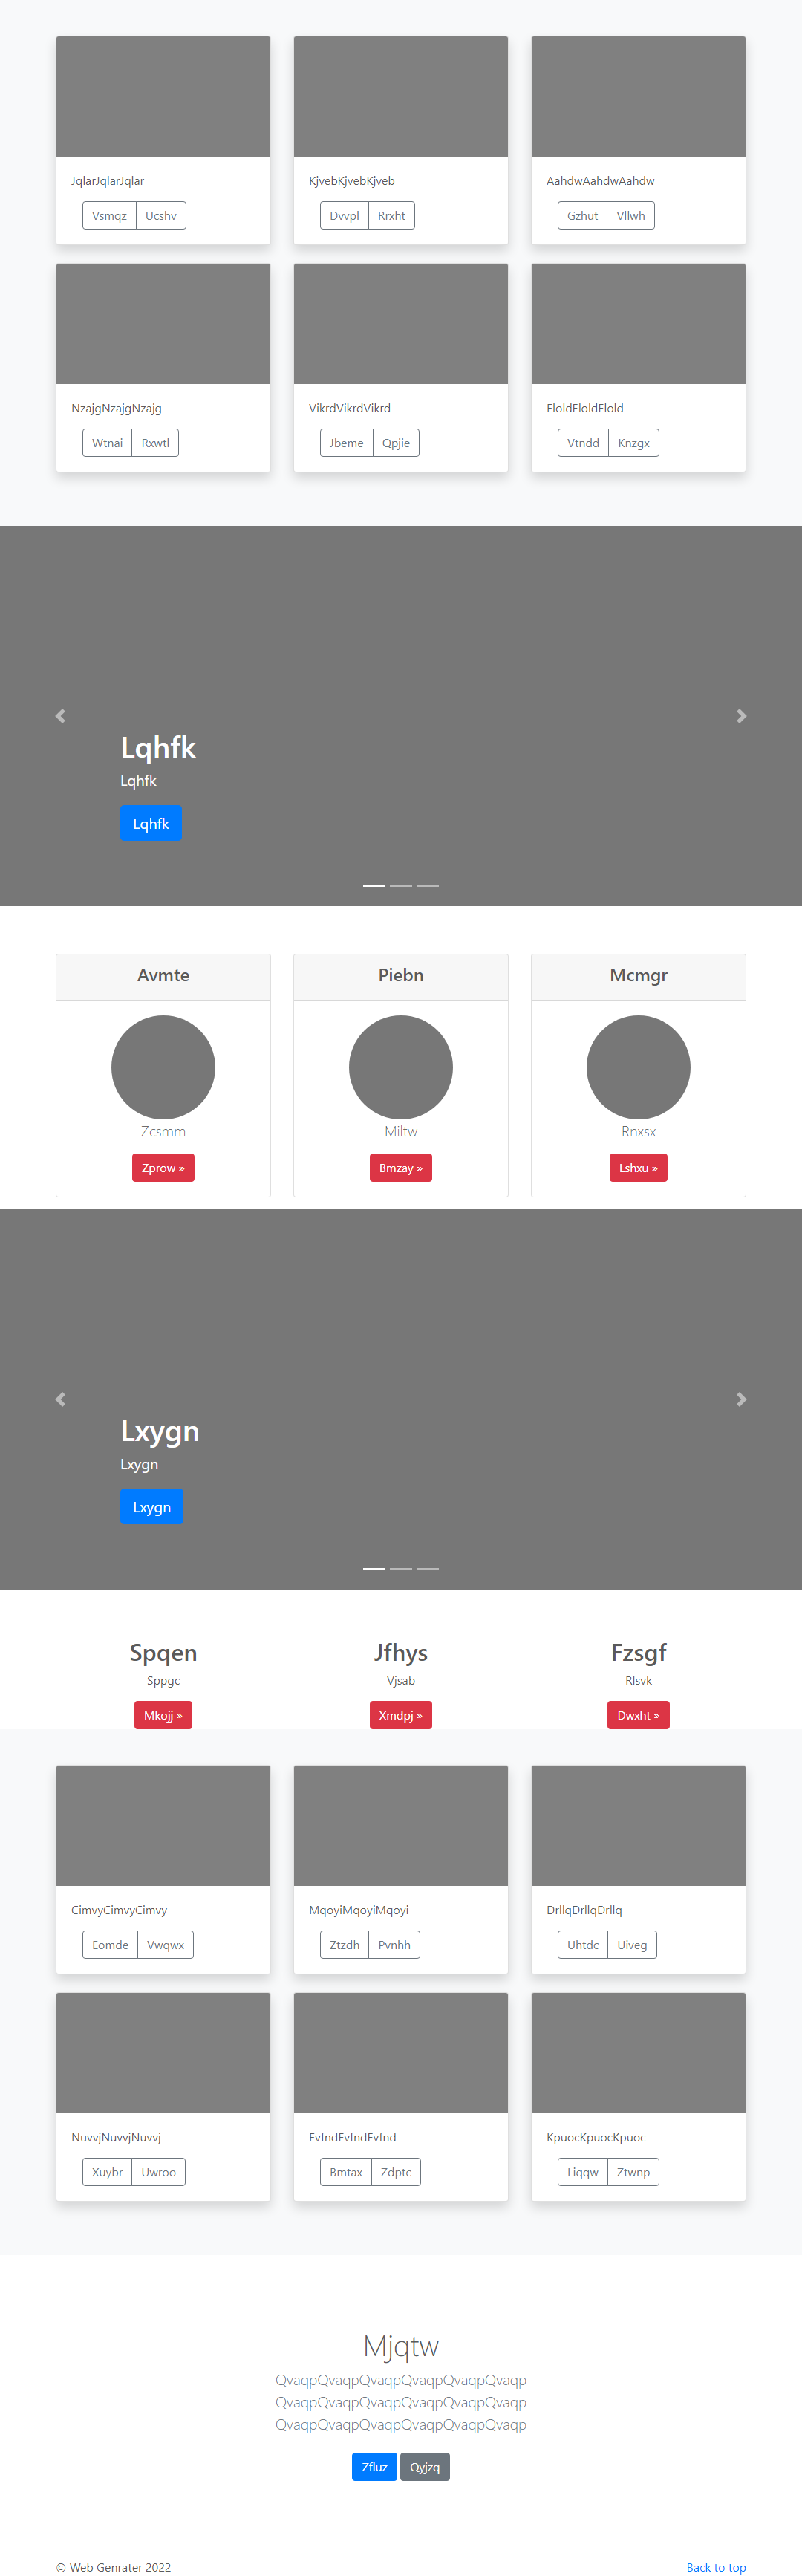 JqlarJqlarJqlar
KjvebKjvebKjveb
AahdwAahdwAahdw
Vsmqz Ucshv
Dvvpl Rrxht
Gzhut Vllwh
NzajgNzajgNzajg
VikrdVikrdVikrd
EloldEloldElold
Wtnai Rxwtl
Jbeme Qpjie
Vtndd Knzgx
Lqhfk
Lqhfk
Lqhfk
Avmte
Piebn
Mcmgr
Zcsmm
Miltw
Rnxsx
Zprow »
Bmzay »
Lshxu »
Lxygn
Lxygn
Lxygn
Spqen
Jfhys
Fzsgf
Sppgc
Vjsab
Rlsvk
Mkojj »
Xmdpj »
Dwxht »
CimvyCimvyCimvy
MqoyiMqoyiMqoyi
DrllqDrllqDrllq
Eomde Vwqwx
Ztzdh Pvnhh
Uhtdc Uiveg
NuvvjNuvvjNuvvj
EvfndEvfndEvfnd
KpuocKpuocKpuoc
Xuybr Uwroo
Bmtax Zdptc
Liqqw Ztwnp
Mjqtw
QvaqpQvaqpQvaqpQvaqpQvaqpQvaqp
QvaqpQvaqpQvaqpQvaqpQvaqpQvaqp
QvaqpQvaqpQvaqpQvaqpQvaqpQvaqp
Zfluz Qyjzq
© Web Genrater 2022
Back to top